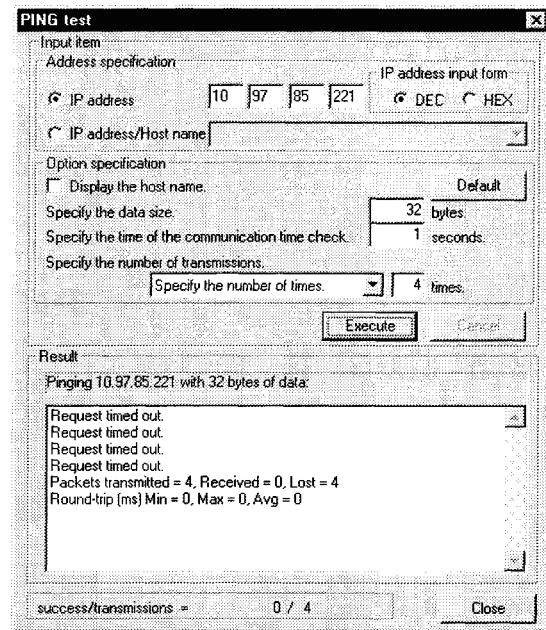 PING test
Input item
Address specification
IP address input form
IP address 10 97 85 221 DEC HEX
IP address/Host name
Option specification
Display the host name. Default
Specify the data size. 32 bytes.
Specify the time of the communication time check. 1 seconds.
Specify the number of transmissions.
Specify the number of times. 4 times.
Execute Cancel
Result
Pinging 10.97.85.221 with 32 bytes of data:
Request timed out.
Request timed out.
Request timed out.
Request timed out.
Packets transmitted = 4, Received = 0, Lost = 4
Round-trip (ms) Min = 0, Max = 0, Avg = 0
success/transmissions = 0 / 4 Close